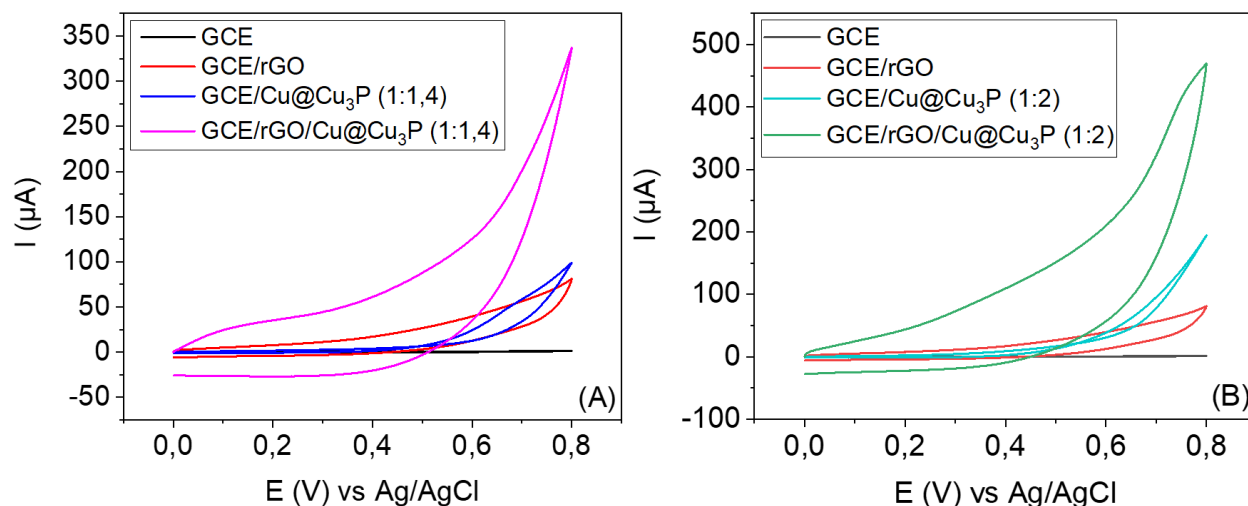 GCE
GCE/rGO
GCE/Cu@Cu₃P (1:1,4)
GCE/rGO/Cu@Cu₃P (1:1,4)
350
300
250
200
150
100
50
0
-50
I (µA)
(A)
0,0 0,2 0,4 0,6 0,8
E (V) vs Ag/AgCl
GCE
GCE/rGO
GCE/Cu@Cu₃P (1:2)
GCE/rGO/Cu@Cu₃P (1:2)
500
400
300
200
100
0
-100
I (µA)
(B)
0,0 0,2 0,4 0,6 0,8
E (V) vs Ag/AgCl